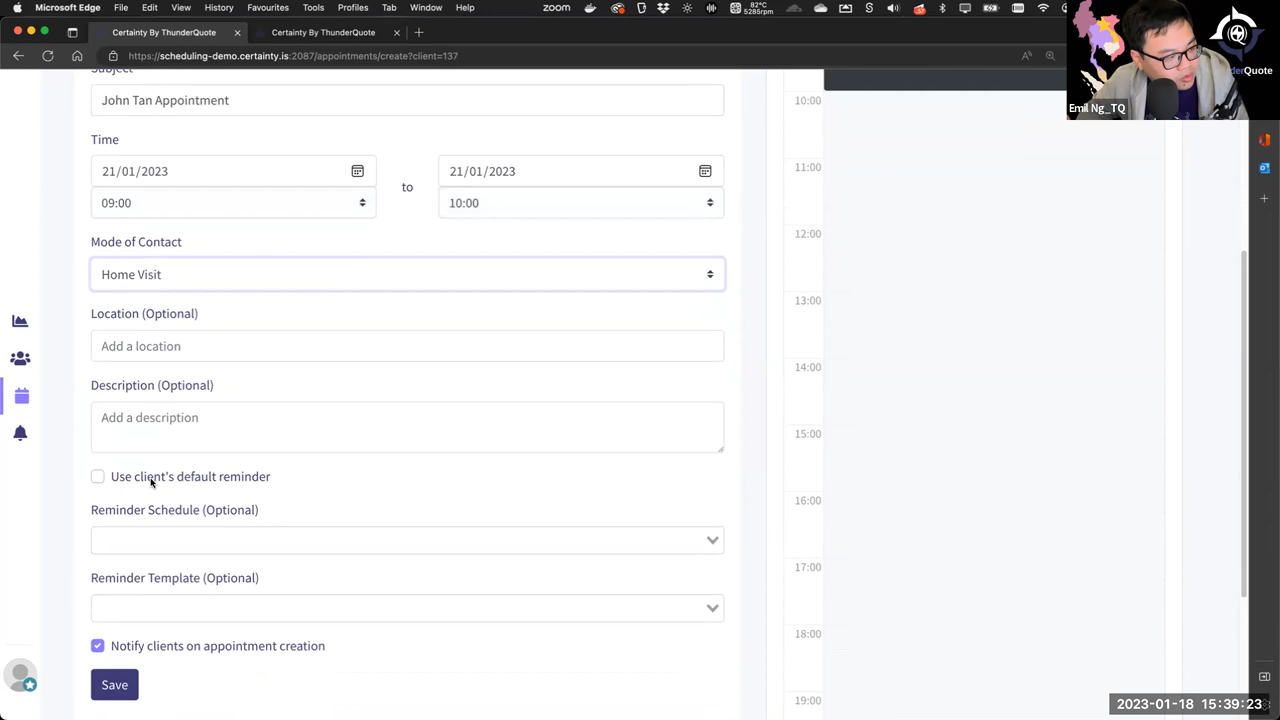 Microsoft Edge File Edit View History Favourites Tools Profiles Tab Window Help zoom 82°C 5285rpm
Certainty By ThunderQuote
Certainty By ThunderQuote
https://scheduling-demo.certainty.is:2087/appointments/create?client=137
Emil Ng_TQ
Subject
John Tan Appointment
Time
21/01/2023
09:00
to
21/01/2023
10:00
Mode of Contact
Home Visit
Location (Optional)
Add a location
Description (Optional)
Add a description
Use client's default reminder
Reminder Schedule (Optional)
Reminder Template (Optional)
Notify clients on appointment creation
Save
10:00
11:00
12:00
13:00
14:00
15:00
16:00
17:00
18:00
19:00
2023-01-18 15:39:23